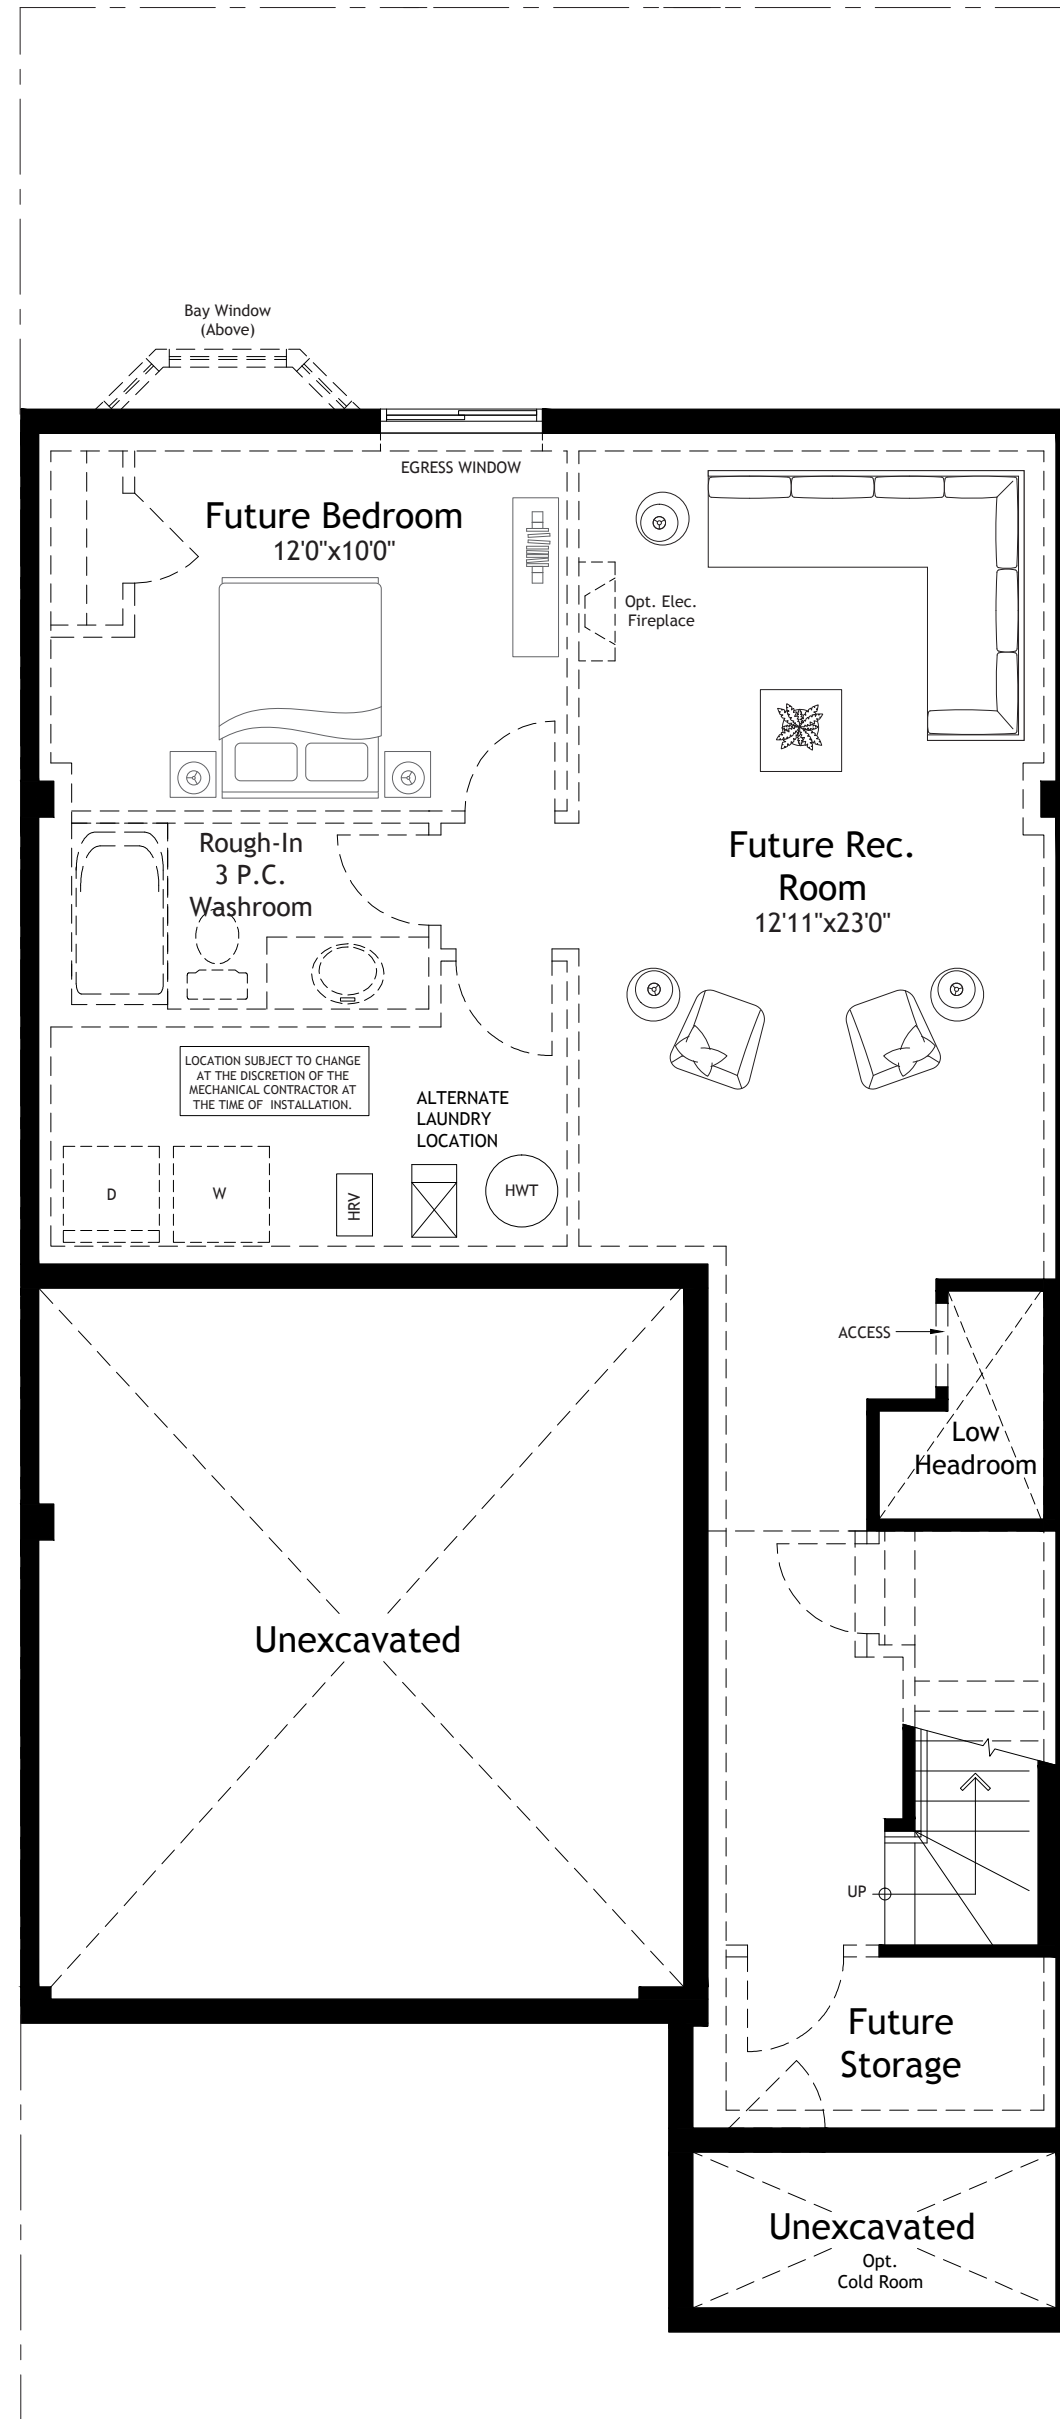 Bay Window
(Above)
EGRESS WINDOW
Future Bedroom
12'0"x10'0"
Opt. Elec.
Fireplace
Rough-In
3 P.C.
Washroom
Future Rec.
Room
12'11"x23'0"
LOCATION SUBJECT TO CHANGE
AT THE DISCRETION OF THE
MECHANICAL CONTRACTOR AT
THE TIME OF INSTALLATION.
ALTERNATE
LAUNDRY
LOCATION
D
W
HRV
HWT
ACCESS
Low
Headroom
Unexcavated
UP
Future
Storage
Unexcavated
Opt.
Cold Room